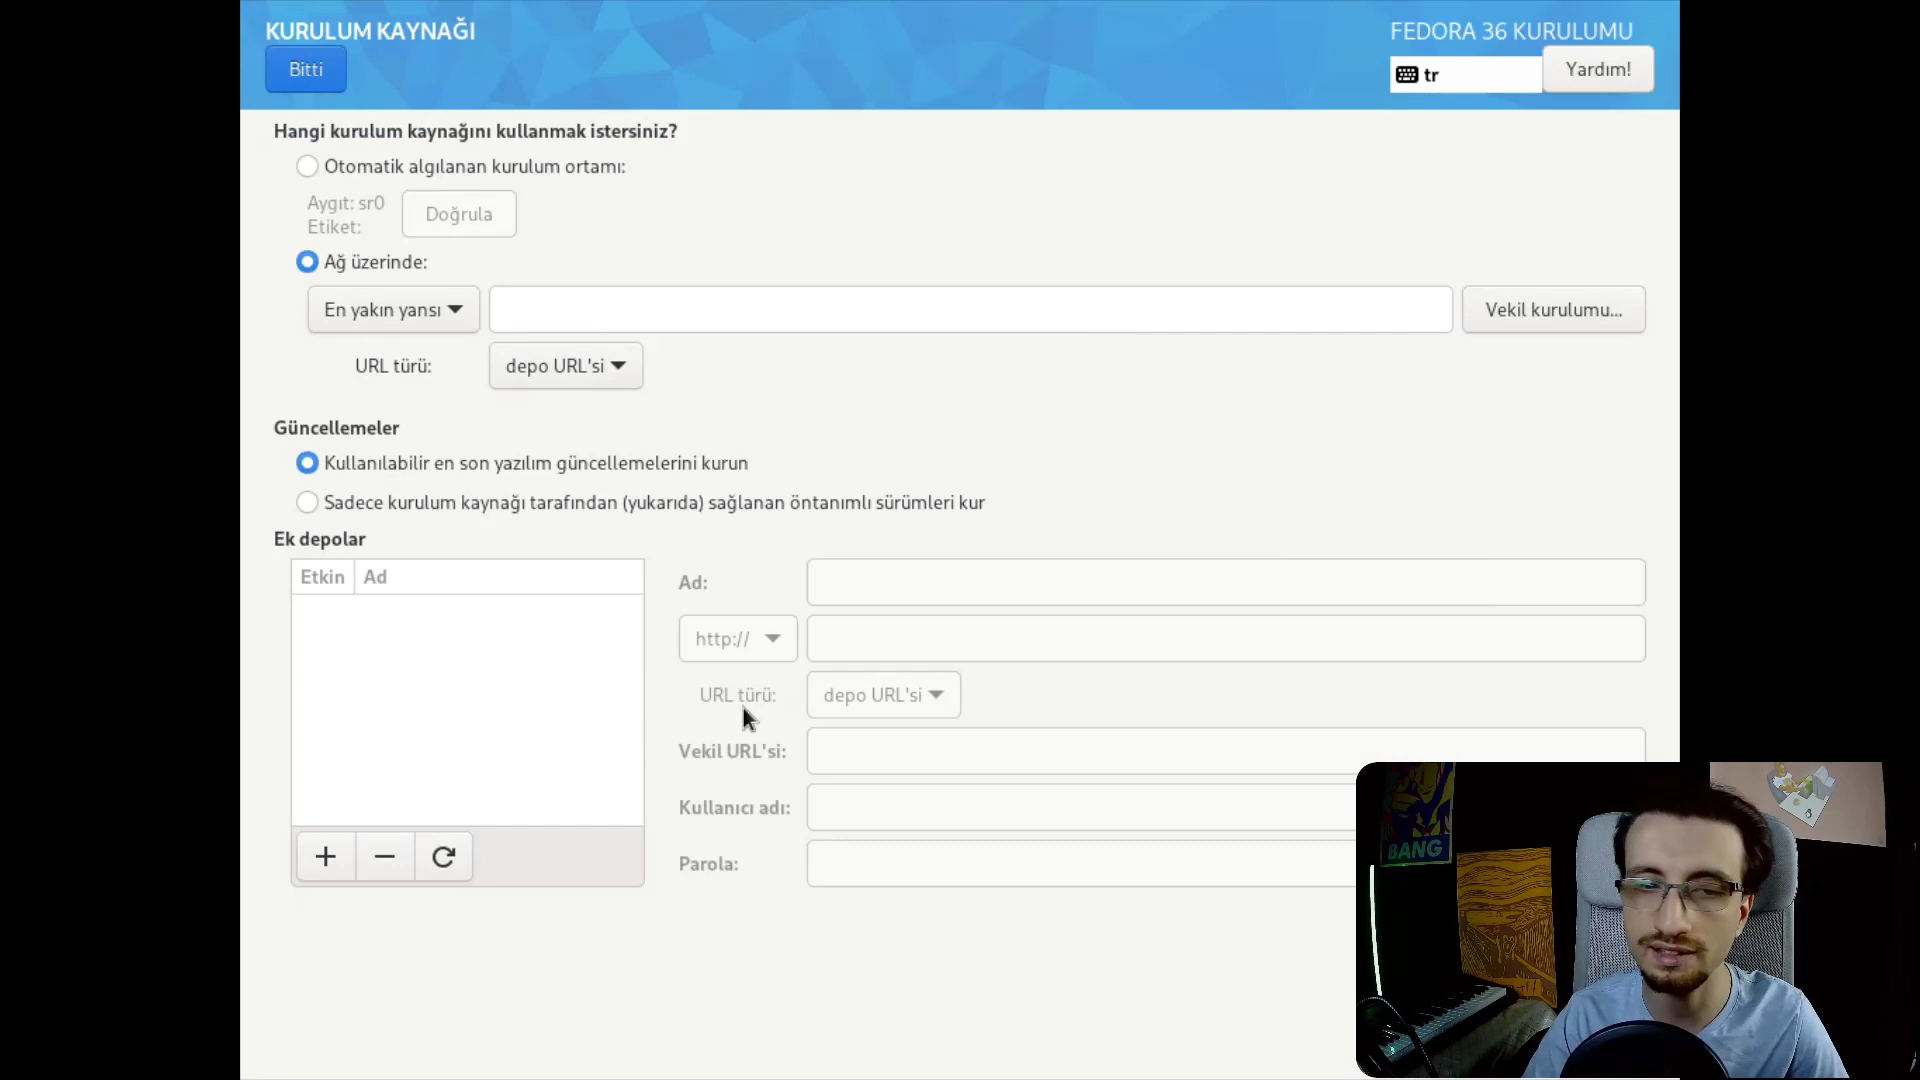 KURULUM KAYNAĞI
FEDORA 36 KURULUMU
Bitti
tr
Yardım!
Hangi kurulum kaynağını kullanmak istersiniz?
Otomatik algılanan kurulum ortamı:
Aygıt: sr0
Etiket:
Doğrula
Ağ üzerinde:
En yakın yansı
Vekil kurulumu...
URL türü:
depo URL'si
Güncellemeler
Kullanılabilir en son yazılım güncellemelerini kurun
Sadece kurulum kaynağı tarafından (yukarıda) sağlanan öntanımlı sürümleri kur
Ek depolar
Etkin Ad
Ad:
http://
URL türü:
depo URL'si
Vekil URL'si:
Kullanıcı adı:
Parola:
BANG